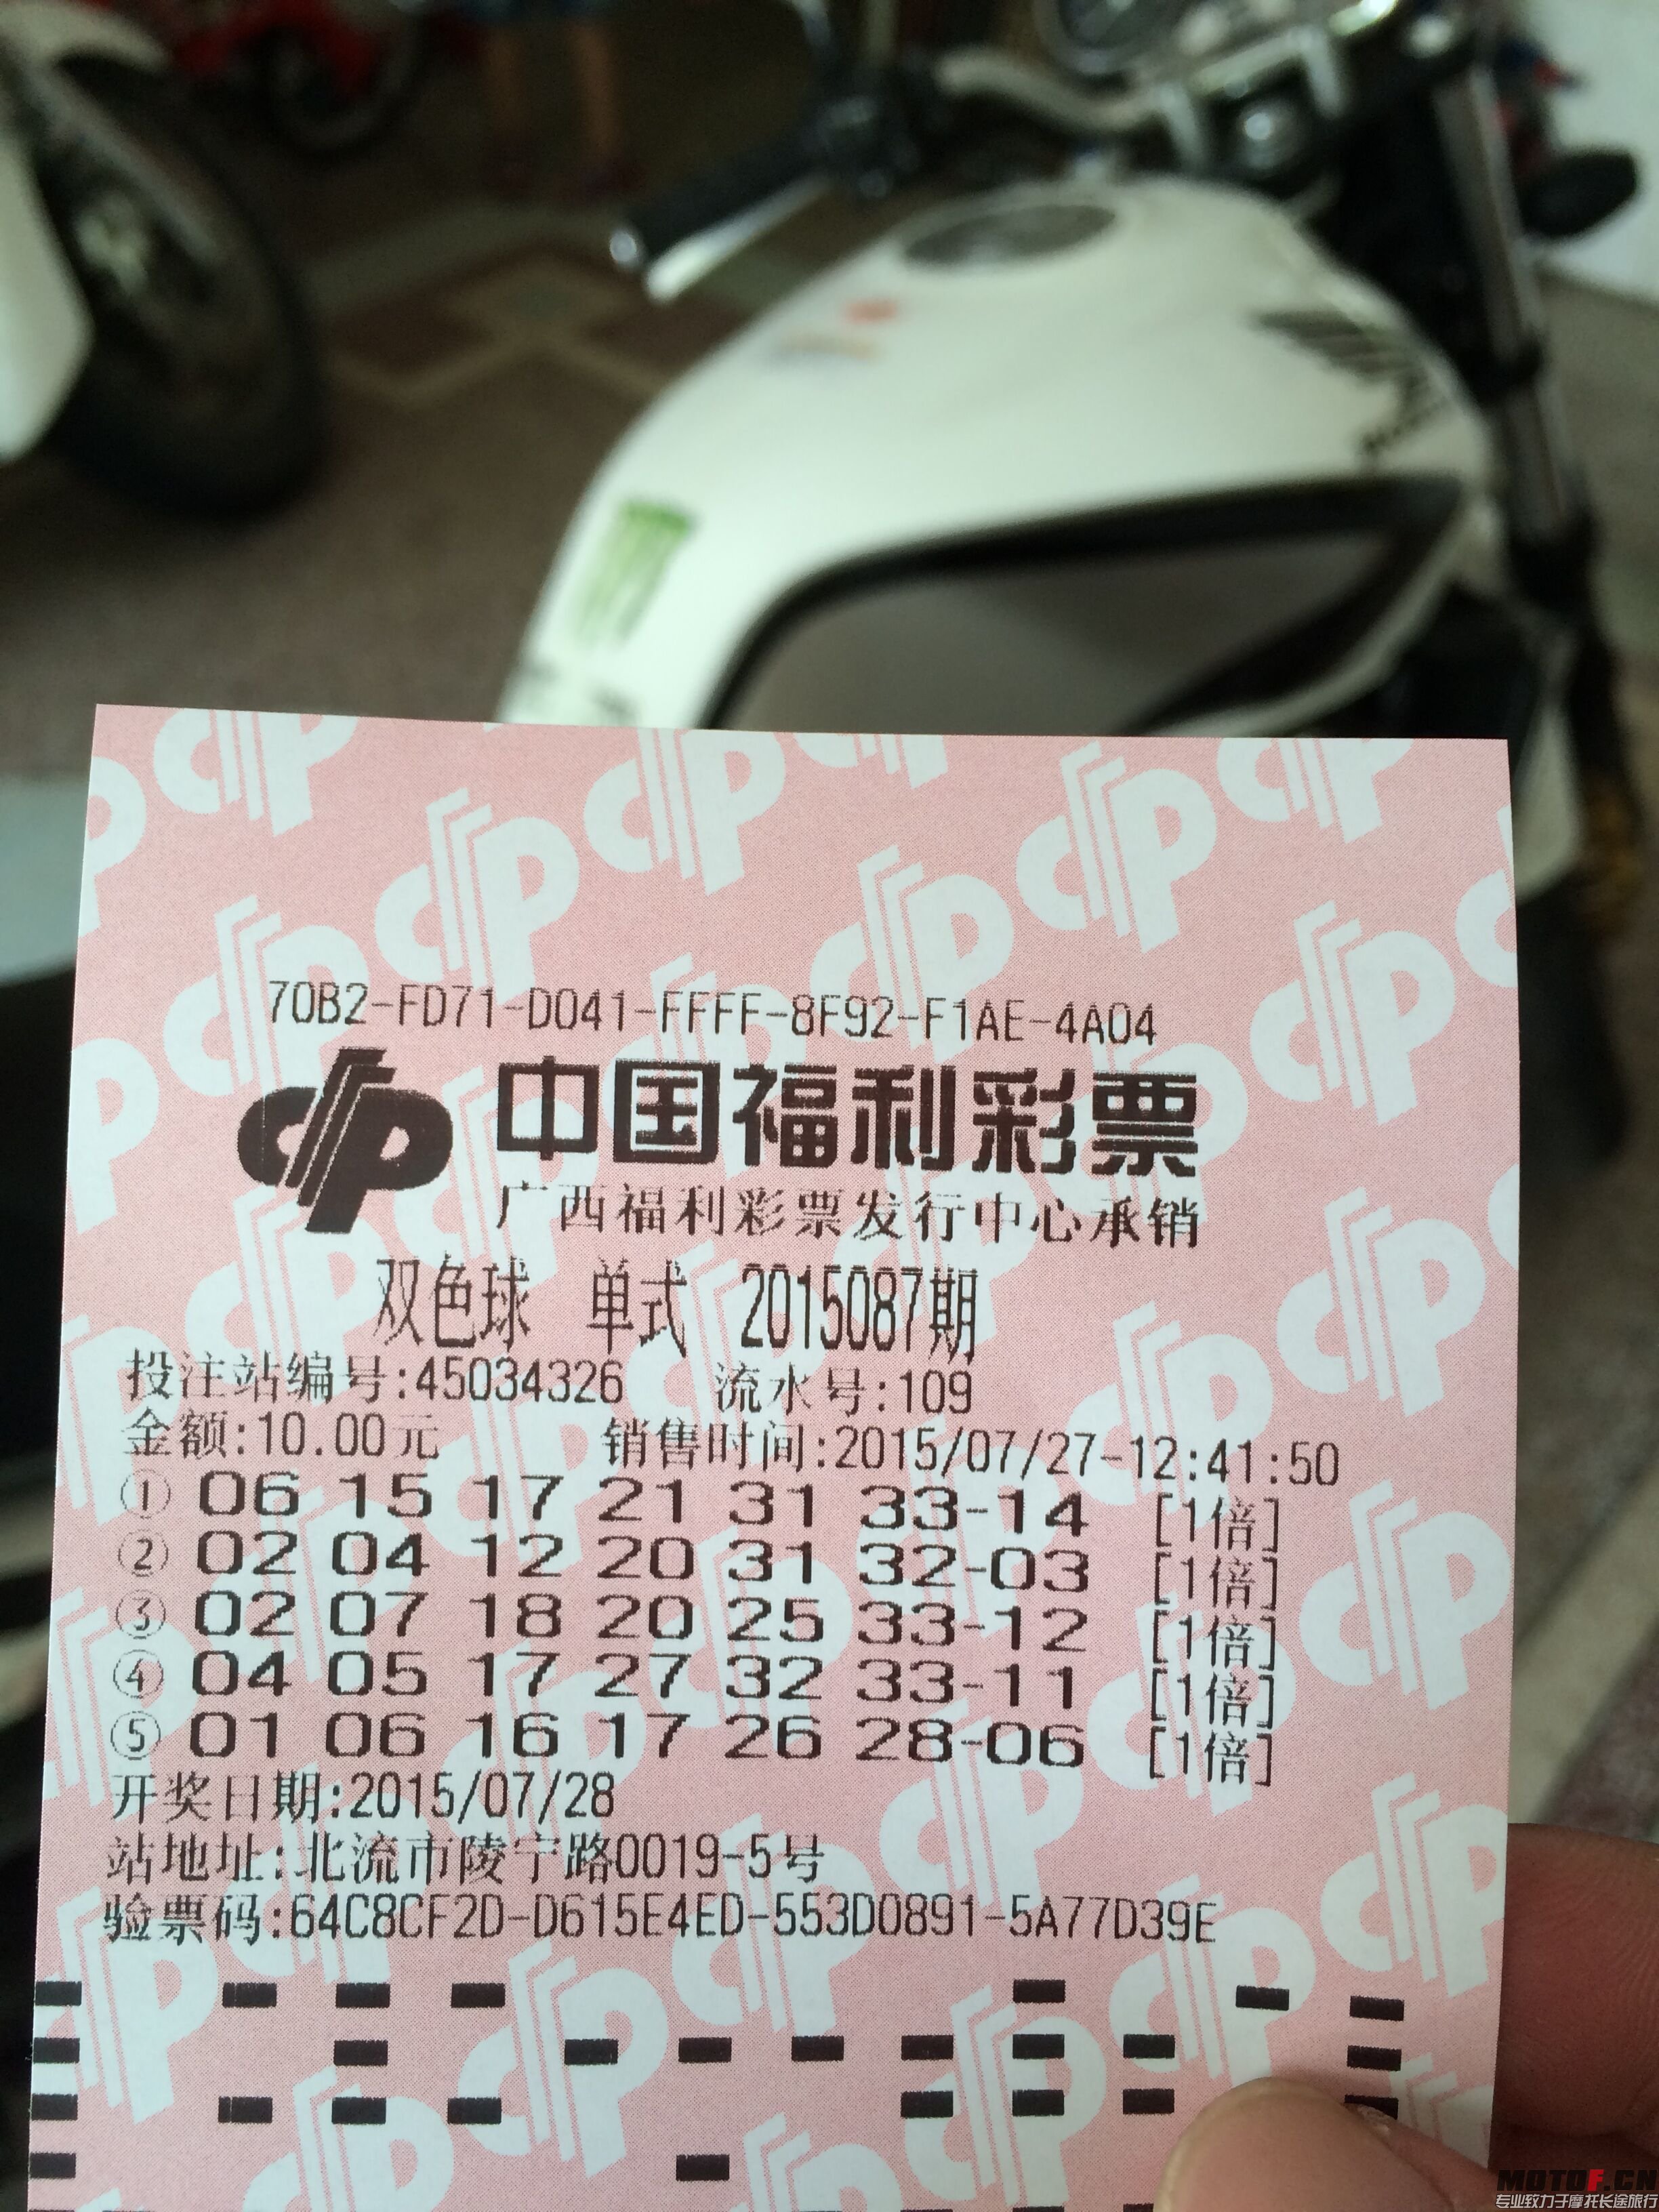 70B2-FD71-D041-FFFF-8F92-F1AE-4A04
中国福利彩票
广西福利彩票发行中心承销
双色球 单式 2015087期
投注站编号:45034326 流水号:109
金额:10.00元 销售时间:2015/07/27-12:41:50
① 06 15 17 21 31 33-14 [1倍]
② 02 04 12 20 31 32-03 [1倍]
③ 02 07 18 20 25 33-12 [1倍]
④ 04 05 17 27 32 33-11 [1倍]
⑤ 01 06 16 17 26 28-06 [1倍]
开奖日期:2015/07/28
站地址:北流市陵宁路0019-5号
验票码:64C8CF2D-D615E4ED-553D0891-5A77D39E
MOTOF.CN
专业致力于摩托长途旅行